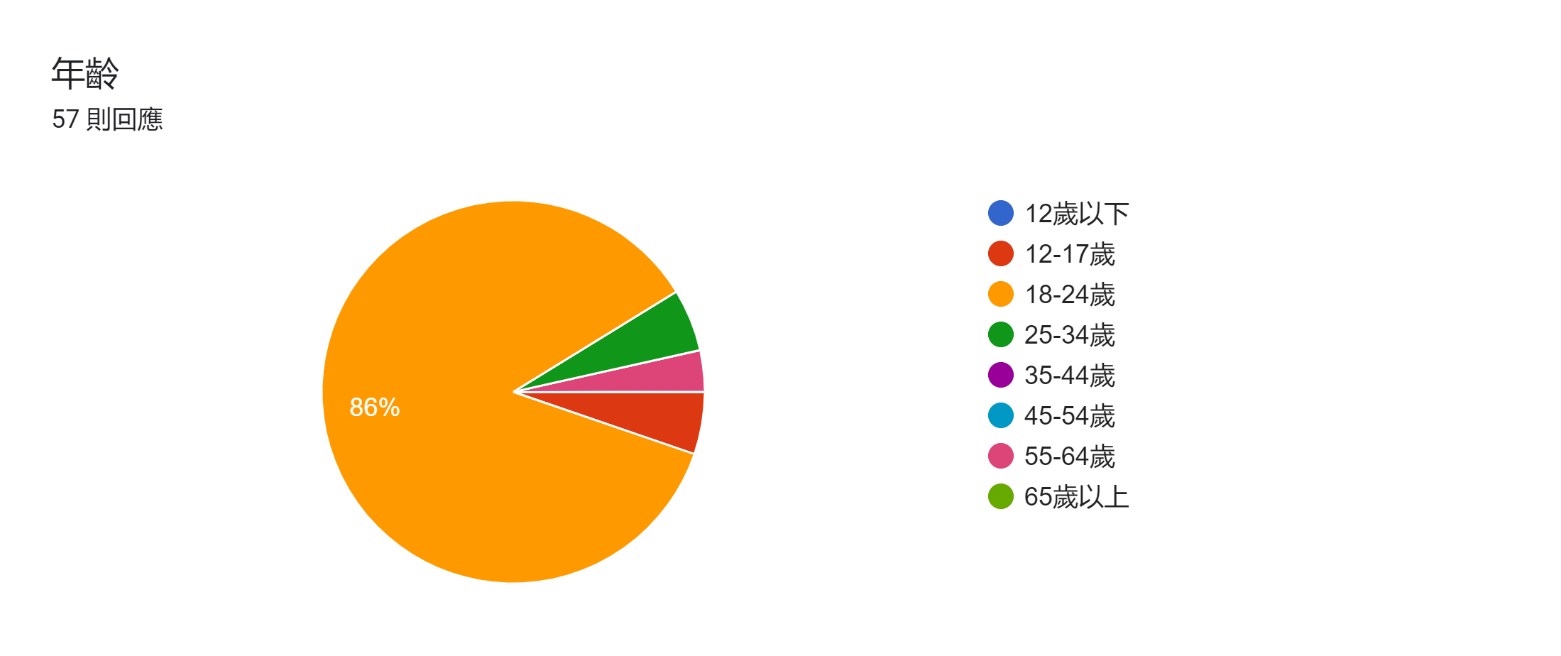 年齡
57 則回應
86%
12歲以下
12-17歲
18-24歲
25-34歲
35-44歲
45-54歲
55-64歲
65歲以上